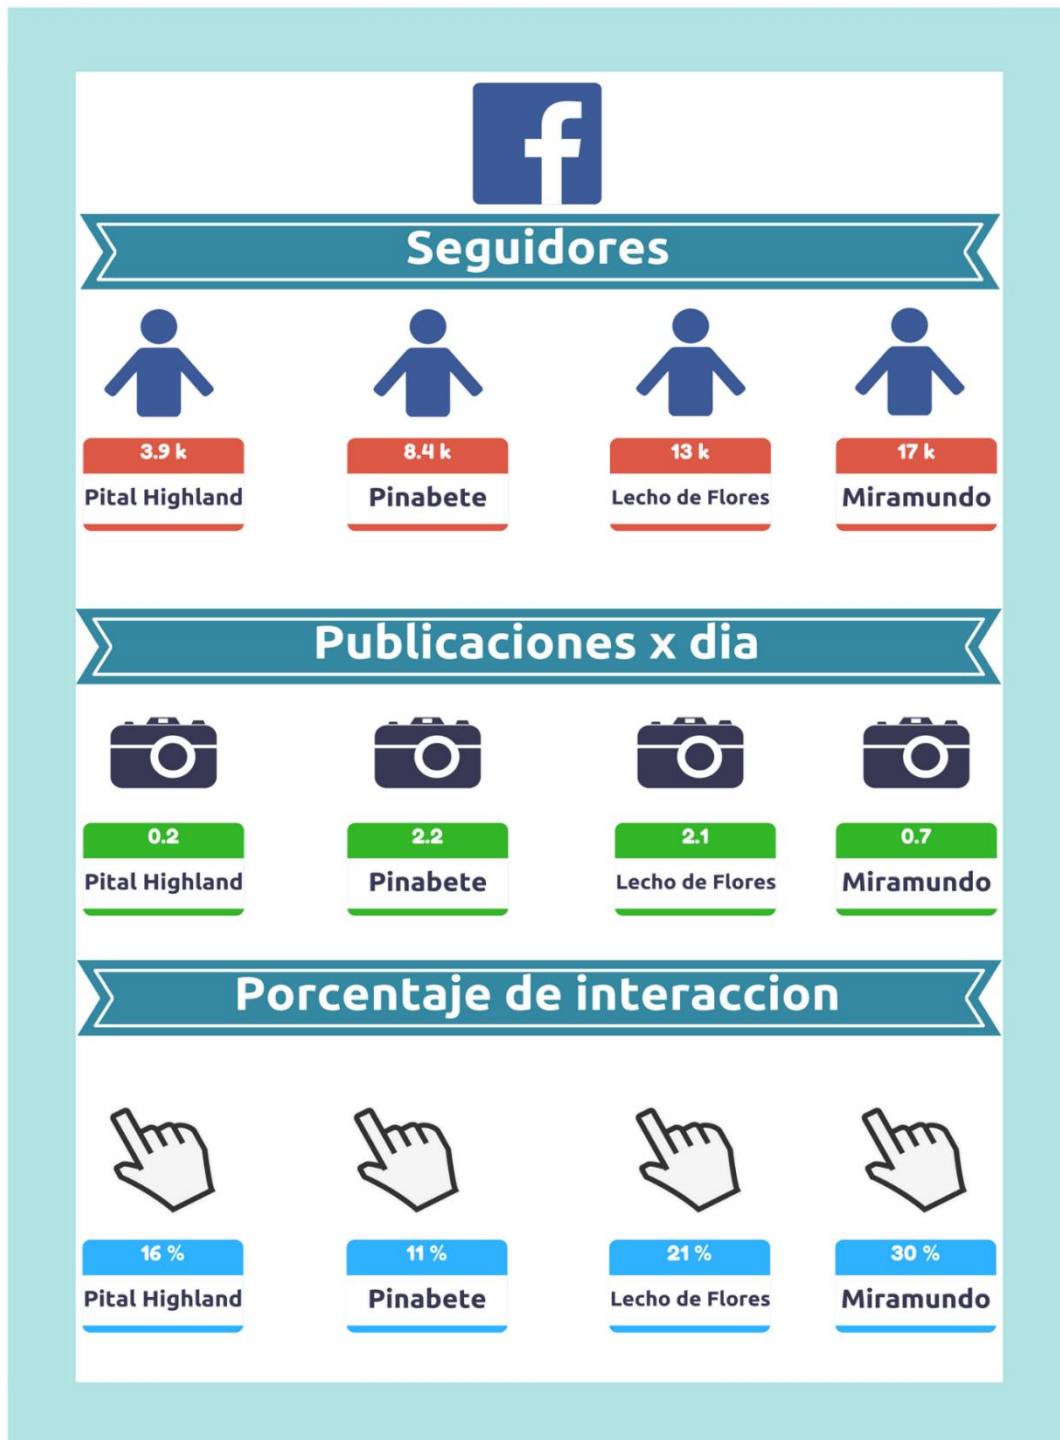 f
Seguidores
3.9 k
8.4 k
13 k
17 k
Pital Highland
Pinabete
Lecho de Flores
Miramundo
Publicaciones x dia
0.2
2.2
2.1
0.7
Pital Highland
Pinabete
Lecho de Flores
Miramundo
Porcentaje de interaccion
16 %
11 %
21 %
30 %
Pital Highland
Pinabete
Lecho de Flores
Miramundo